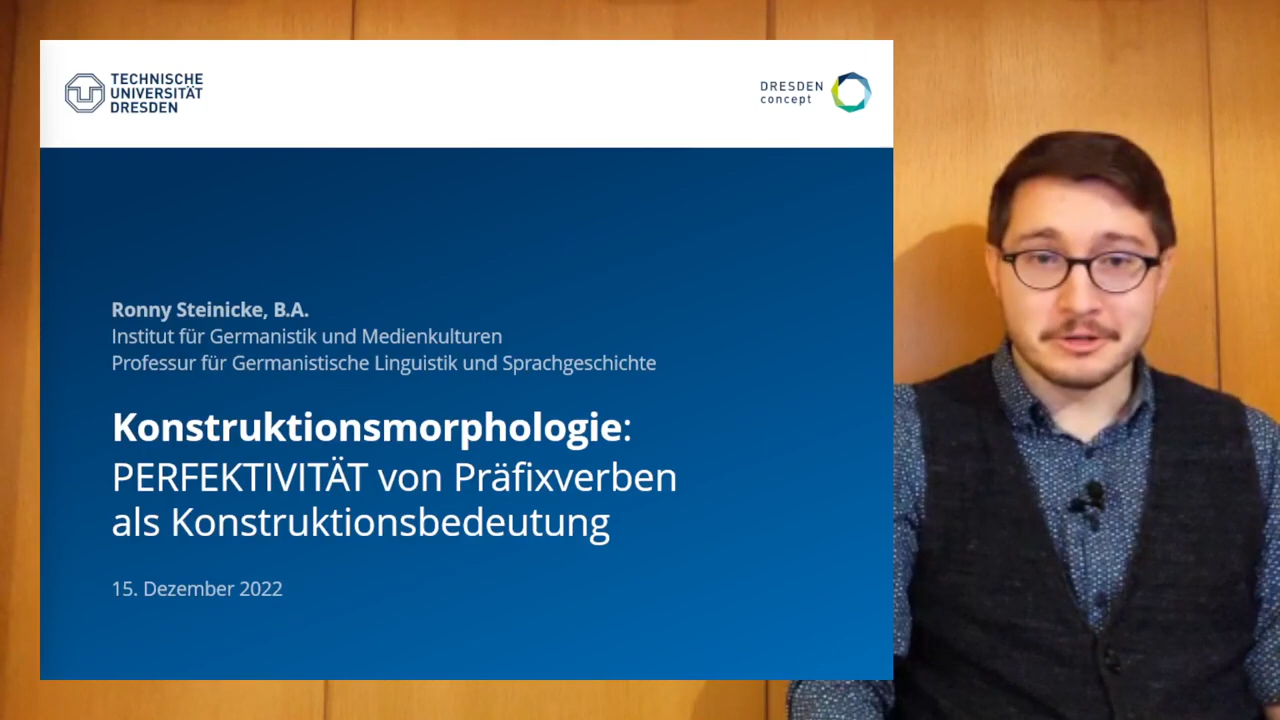 TECHNISCHE
UNIVERSITÄT
DRESDEN
DRESDEN
concept
Ronny Steinicke, B.A.
Institut für Germanistik und Medienkulturen
Professur für Germanistische Linguistik und Sprachgeschichte
Konstruktionsmorphologie:
PERFEKTIVITÄT von Präfixverben
als Konstruktionsbedeutung
15. Dezember 2022